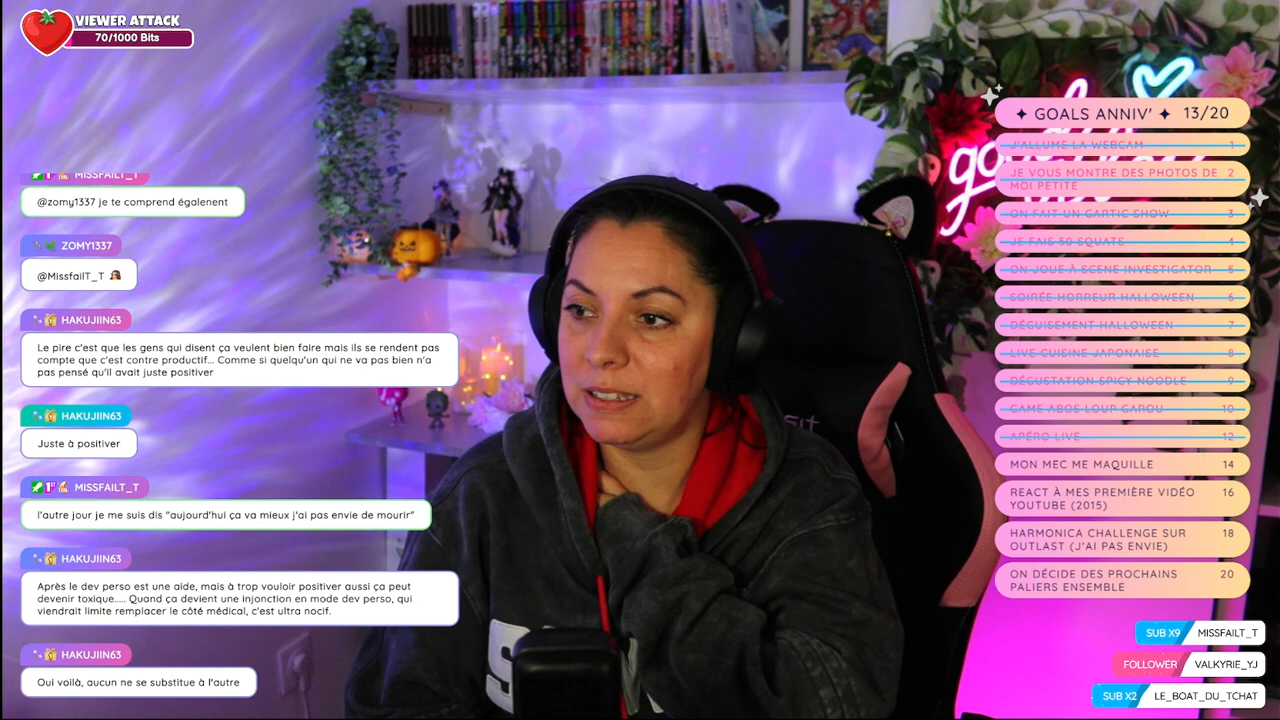 VIEWER ATTACK
70/1000 Bits
MISSFAILT_T
@zomy1337 je te comprend égalenent
ZOMY1337
@MissfailT_T
HAKUJIIN63
Le pire c'est que les gens qui disent ça veulent bien faire mais ils se rendent pas
compte que c'est contre productif... Comme si quelqu'un qui ne va pas bien n'a
pas pensé qu'il avait juste positiver
HAKUJIIN63
Juste à positiver
MISSFAILT_T
l'autre jour je me suis dis "aujourd'hui ça va mieux j'ai pas envie de mourir"
HAKUJIIN63
Après le dev perso est une aide, mais à trop vouloir positiver aussi ça peut
devenir toxique..... Quand ça devient une injonction en mode dev perso, qui
viendrait limite remplacer le côté médical, c'est ultra nocif.
HAKUJIIN63
Oui voilà, aucun ne se substitue à l'autre
GOALS ANNIV' 13/20
J'ALLUME LA WEBCAM 1
JE VOUS MONTRE DES PHOTOS DE 2
MOI PETITE
ON FAIT UN GARTIC SHOW 3
JE FAIS 50 SQUATS 4
ON JOUE À SCENE INVESTIGATOR 5
SOIRÉE HORREUR HALLOWEEN 6
DÉGUISEMENT HALLOWEEN 7
LIVE CUISINE JAPONAISE 8
DÉGUSTATION SPICY NOODLE 9
GAME ABOS LOUP GAROU 10
APÉRO LIVE 12
MON MEC ME MAQUILLE 14
REACT À MES PREMIÈRE VIDÉO 16
YOUTUBE (2015)
HARMONICA CHALLENGE SUR 18
OUTLAST (J'AI PAS ENVIE)
ON DÉCIDE DES PROCHAINS 20
PALIERS ENSEMBLE
SUB X9 MISSFAILT_T
FOLLOWER VALKYRIE_YJ
SUB X2 LE_BOAT_DU_TCHAT